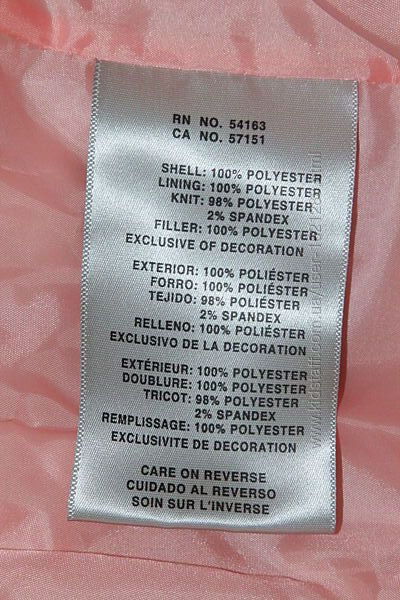 RN NO. 54163
CA NO. 57151
SHELL: 100% POLYESTER
LINING: 100% POLYESTER
KNIT: 98% POLYESTER
2% SPANDEX
FILLER: 100% POLYESTER
EXCLUSIVE OF DECORATION
EXTERIOR: 100% POLIÉSTER
FORRO: 100% POLIÉSTER
TEJIDO: 98% POLIÉSTER
2% SPANDEX
RELLENO: 100% POLIÉSTER
EXCLUSIVO DE LA DECORATION
EXTÉRIEUR: 100% POLYESTER
DOUBLURE: 100% POLYESTER
TRICOT: 98% POLYESTER
2% SPANDEX
REMPLISSAGE: 100% POLYESTER
EXCLUSIVITE DE DECORATION
CARE ON REVERSE
CUIDADO AL REVERSO
SOIN SUR L'INVERSE